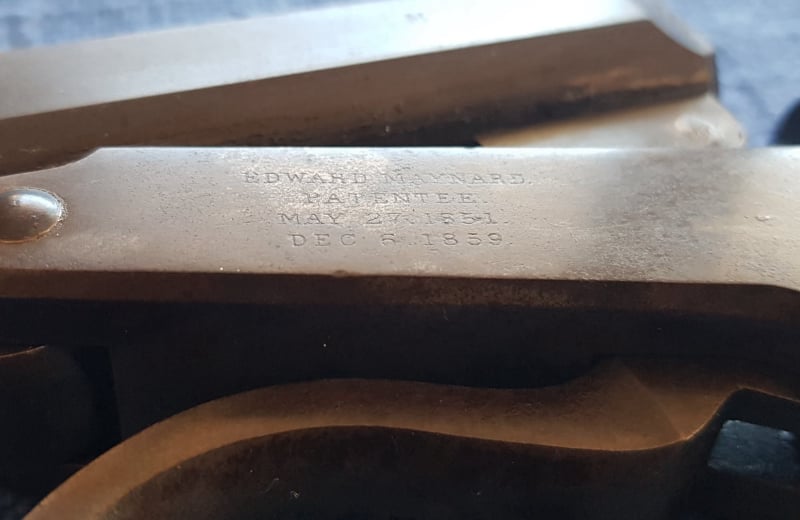 EDWARD MAYNARD.
PATENTEE.
MAY 27.1851.
DEC 6.1859.